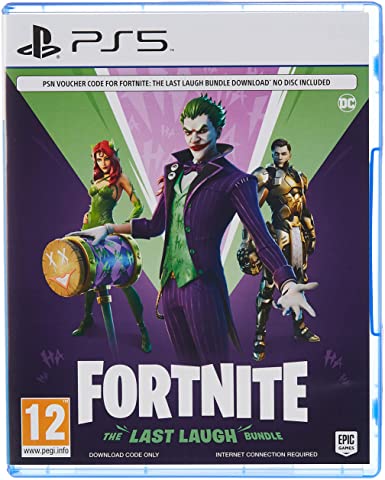 PS5
PSN VOUCHER CODE FOR FORTNITE: THE LAST LAUGH BUNDLE DOWNLOAD* NO DISC INCLUDED
DC
HA
HA
FORTNITE
THE LAST LAUGH BUNDLE
12
www.pegi.info
DOWNLOAD CODE ONLY
INTERNET CONNECTION REQUIRED
EPIC
GAMES